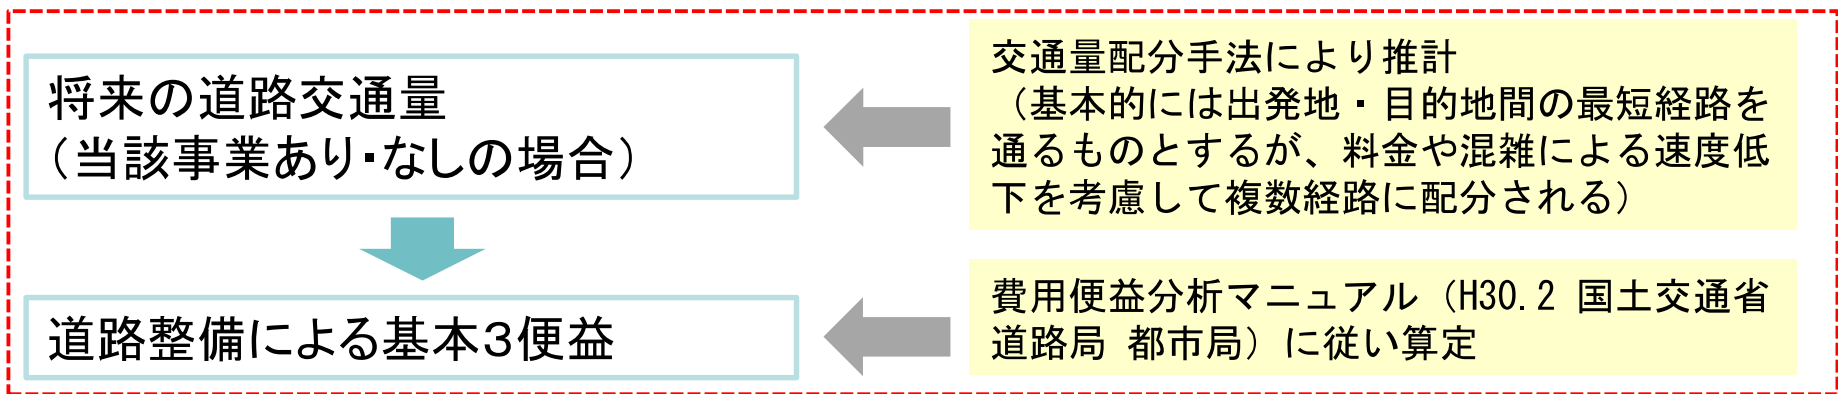 将来の道路交通量
（当該事業あり･なしの場合）
交通量配分手法により推計
（基本的には出発地・目的地間の最短経路を
通るものとするが、料金や混雑による速度低
下を考慮して複数経路に配分される）
道路整備による基本３便益
費用便益分析マニュアル（H30.2 国土交通省
道路局 都市局）に従い算定